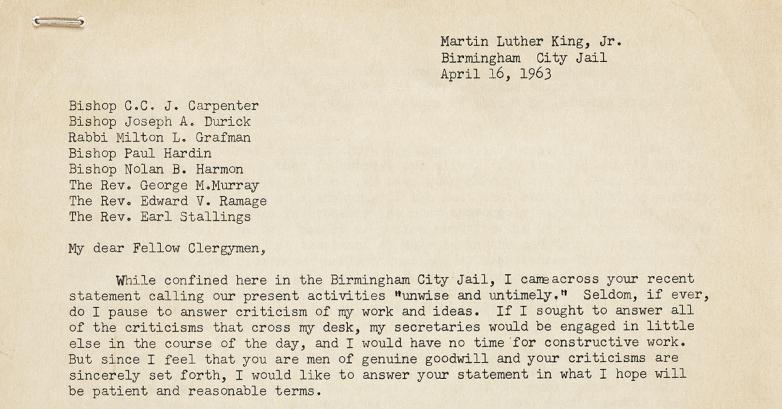 Martin Luther King, Jr.
Birmingham City Jail
April 16, 1963
Bishop C.C. J. Carpenter
Bishop Joseph A. Durick
Rabbi Milton L. Grafman
Bishop Paul Hardin
Bishop Nolan B. Harmon
The Rev. George M.Murray
The Rev. Edward V. Ramage
The Rev. Earl Stallings
My dear Fellow Clergymen,
While confined here in the Birmingham City Jail, I cameacross your recent
statement calling our present activities "unwise and untimely." Seldom, if ever,
do I pause to answer criticism of my work and ideas. If I sought to answer all
of the criticisms that cross my desk, my secretaries would be engaged in little
else in the course of the day, and I would have no time for constructive work.
But since I feel that you are men of genuine goodwill and your criticisms are
sincerely set forth, I would like to answer your statement in what I hope will
be patient and reasonable terms.